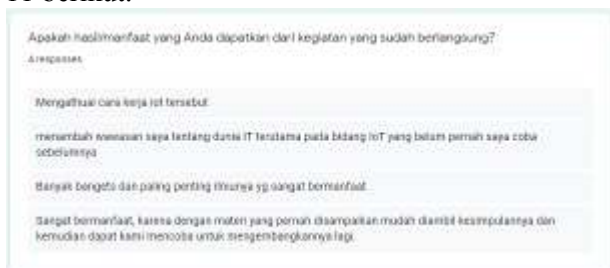 Apakah hasil/manfaat yang Anda dapatkan dari kegiatan yang sudah berlangsung?
4 responses
Mengathuai cara kerja iot tersebut
menambah wawasan saya tentang dunia IT terutama pada bidang IoT yang belum pernah saya coba
sebelumnya
Banyak bangets dan paling penting ilmunya yg sangat bermanfaat
Sangat bermanfaat, karena dengan materi yang pernah disampaikan mudah diambil kesimpulannya dan
kemudian dapat kami mencoba untuk mengembangkannya lagi.